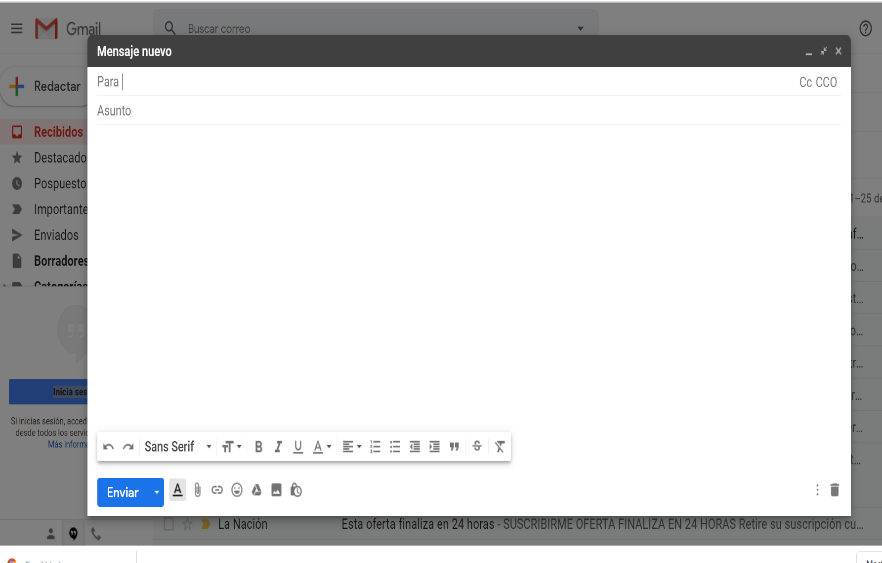 Gmail
Buscar correo
Mensaje nuevo
Para
Cc CCO
Asunto
Redactar
Recibidos
Destacado
Pospuesto
Importante
Enviados
Borradores
Categorías
1–25 de
Inicia ses
Si inicias sesión, acced
desde todos los servic
Más inform
Sans Serif
Enviar
La Nación
Esta oferta finaliza en 24 horas - SUSCRIBIRME OFERTA FINALIZA EN 24 HORAS Retire su suscripción cu...